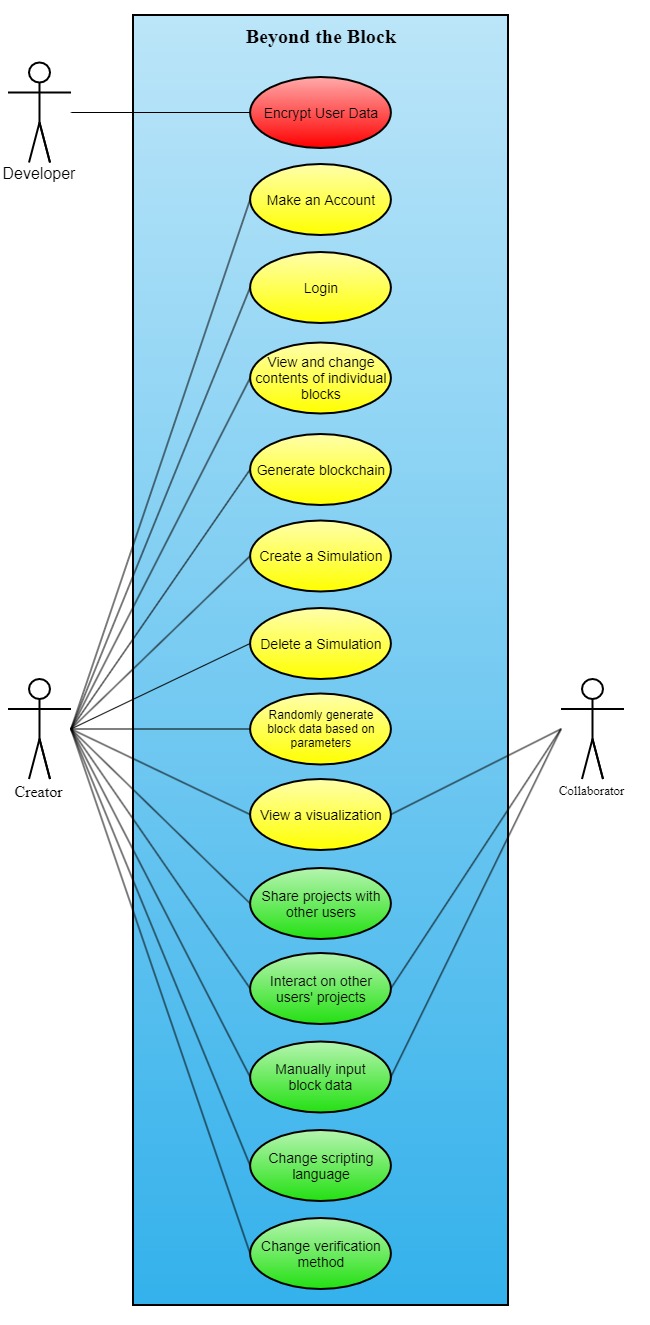 Beyond the Block
Encrypt User Data
Developer
Make an Account
Login
View and change
contents of individual
blocks
Generate blockchain
Create a Simulation
Delete a Simulation
Randomly generate
block data based on
parameters
Creator
Collaborator
View a visualization
Share projects with
other users
Interact on other
users' projects
Manually input
block data
Change scripting
language
Change verification
method